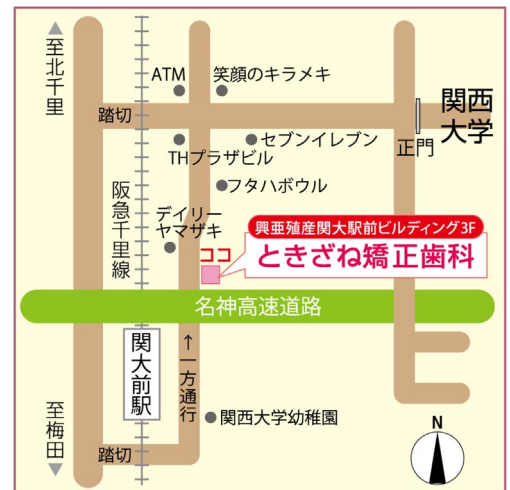 至北千里
ATM
笑顔のキラメキ
踏切
関西
大学
正門
セブンイレブン
THプラザビル
フタハボウル
阪急千里線
デイリー
ヤマザキ
ココ
興亜殖産関大駅前ビルディング3F
ときざね矯正歯科
名神高速道路
関大前駅
↑一方通行
至梅田
関西大学幼稚園
踏切
N